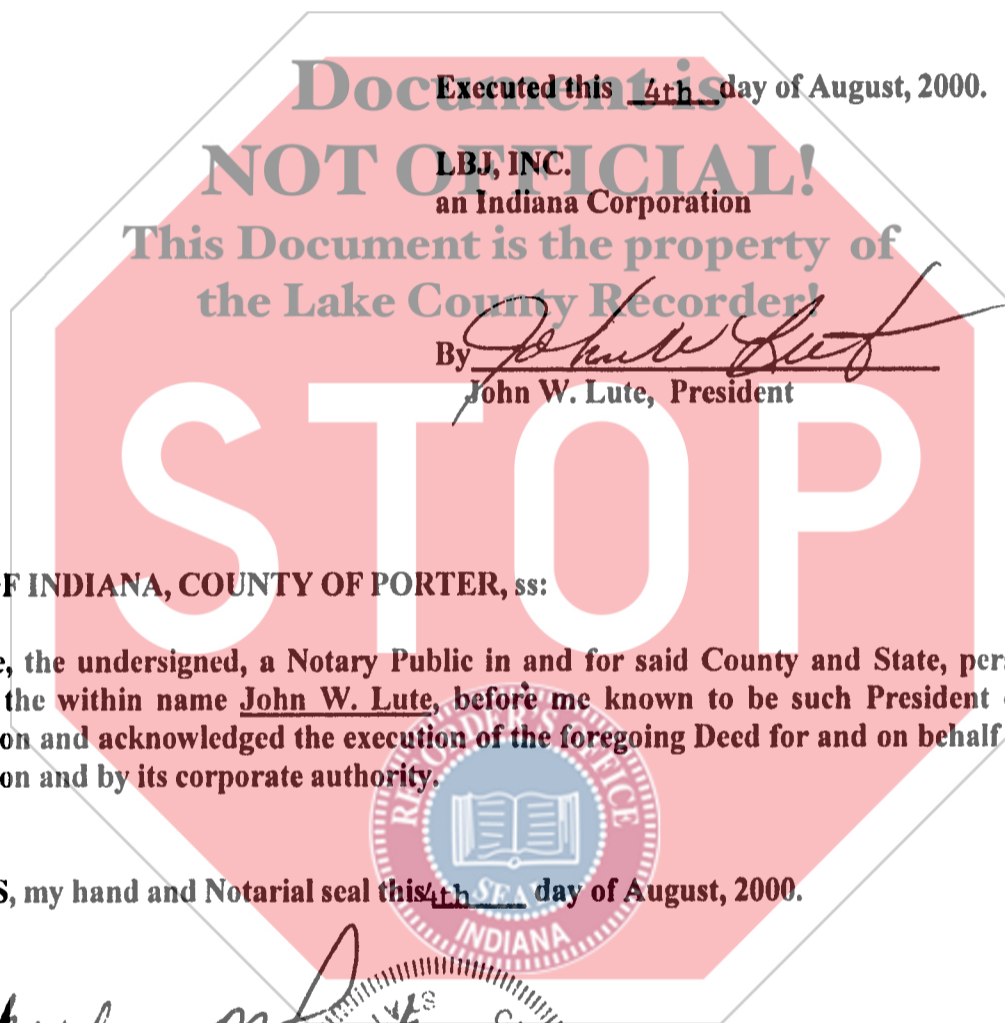 Document is
Executed this 4th day of August, 2000.
NOT OFFICIAL!
LBJ, INC.
an Indiana Corporation
This Document is the property of
the Lake County Recorder!
By John W Lute
John W. Lute, President
STOP
F INDIANA, COUNTY OF PORTER, ss:
e, the undersigned, a Notary Public in and for said County and State, per
the within name John W. Lute, before me known to be such President
on and acknowledged the execution of the foregoing Deed for and on behalf
on and by its corporate authority.
RECORDER'S OFFICE
SEAL
INDIANA
S, my hand and Notarial seal this 4th day of August, 2000.